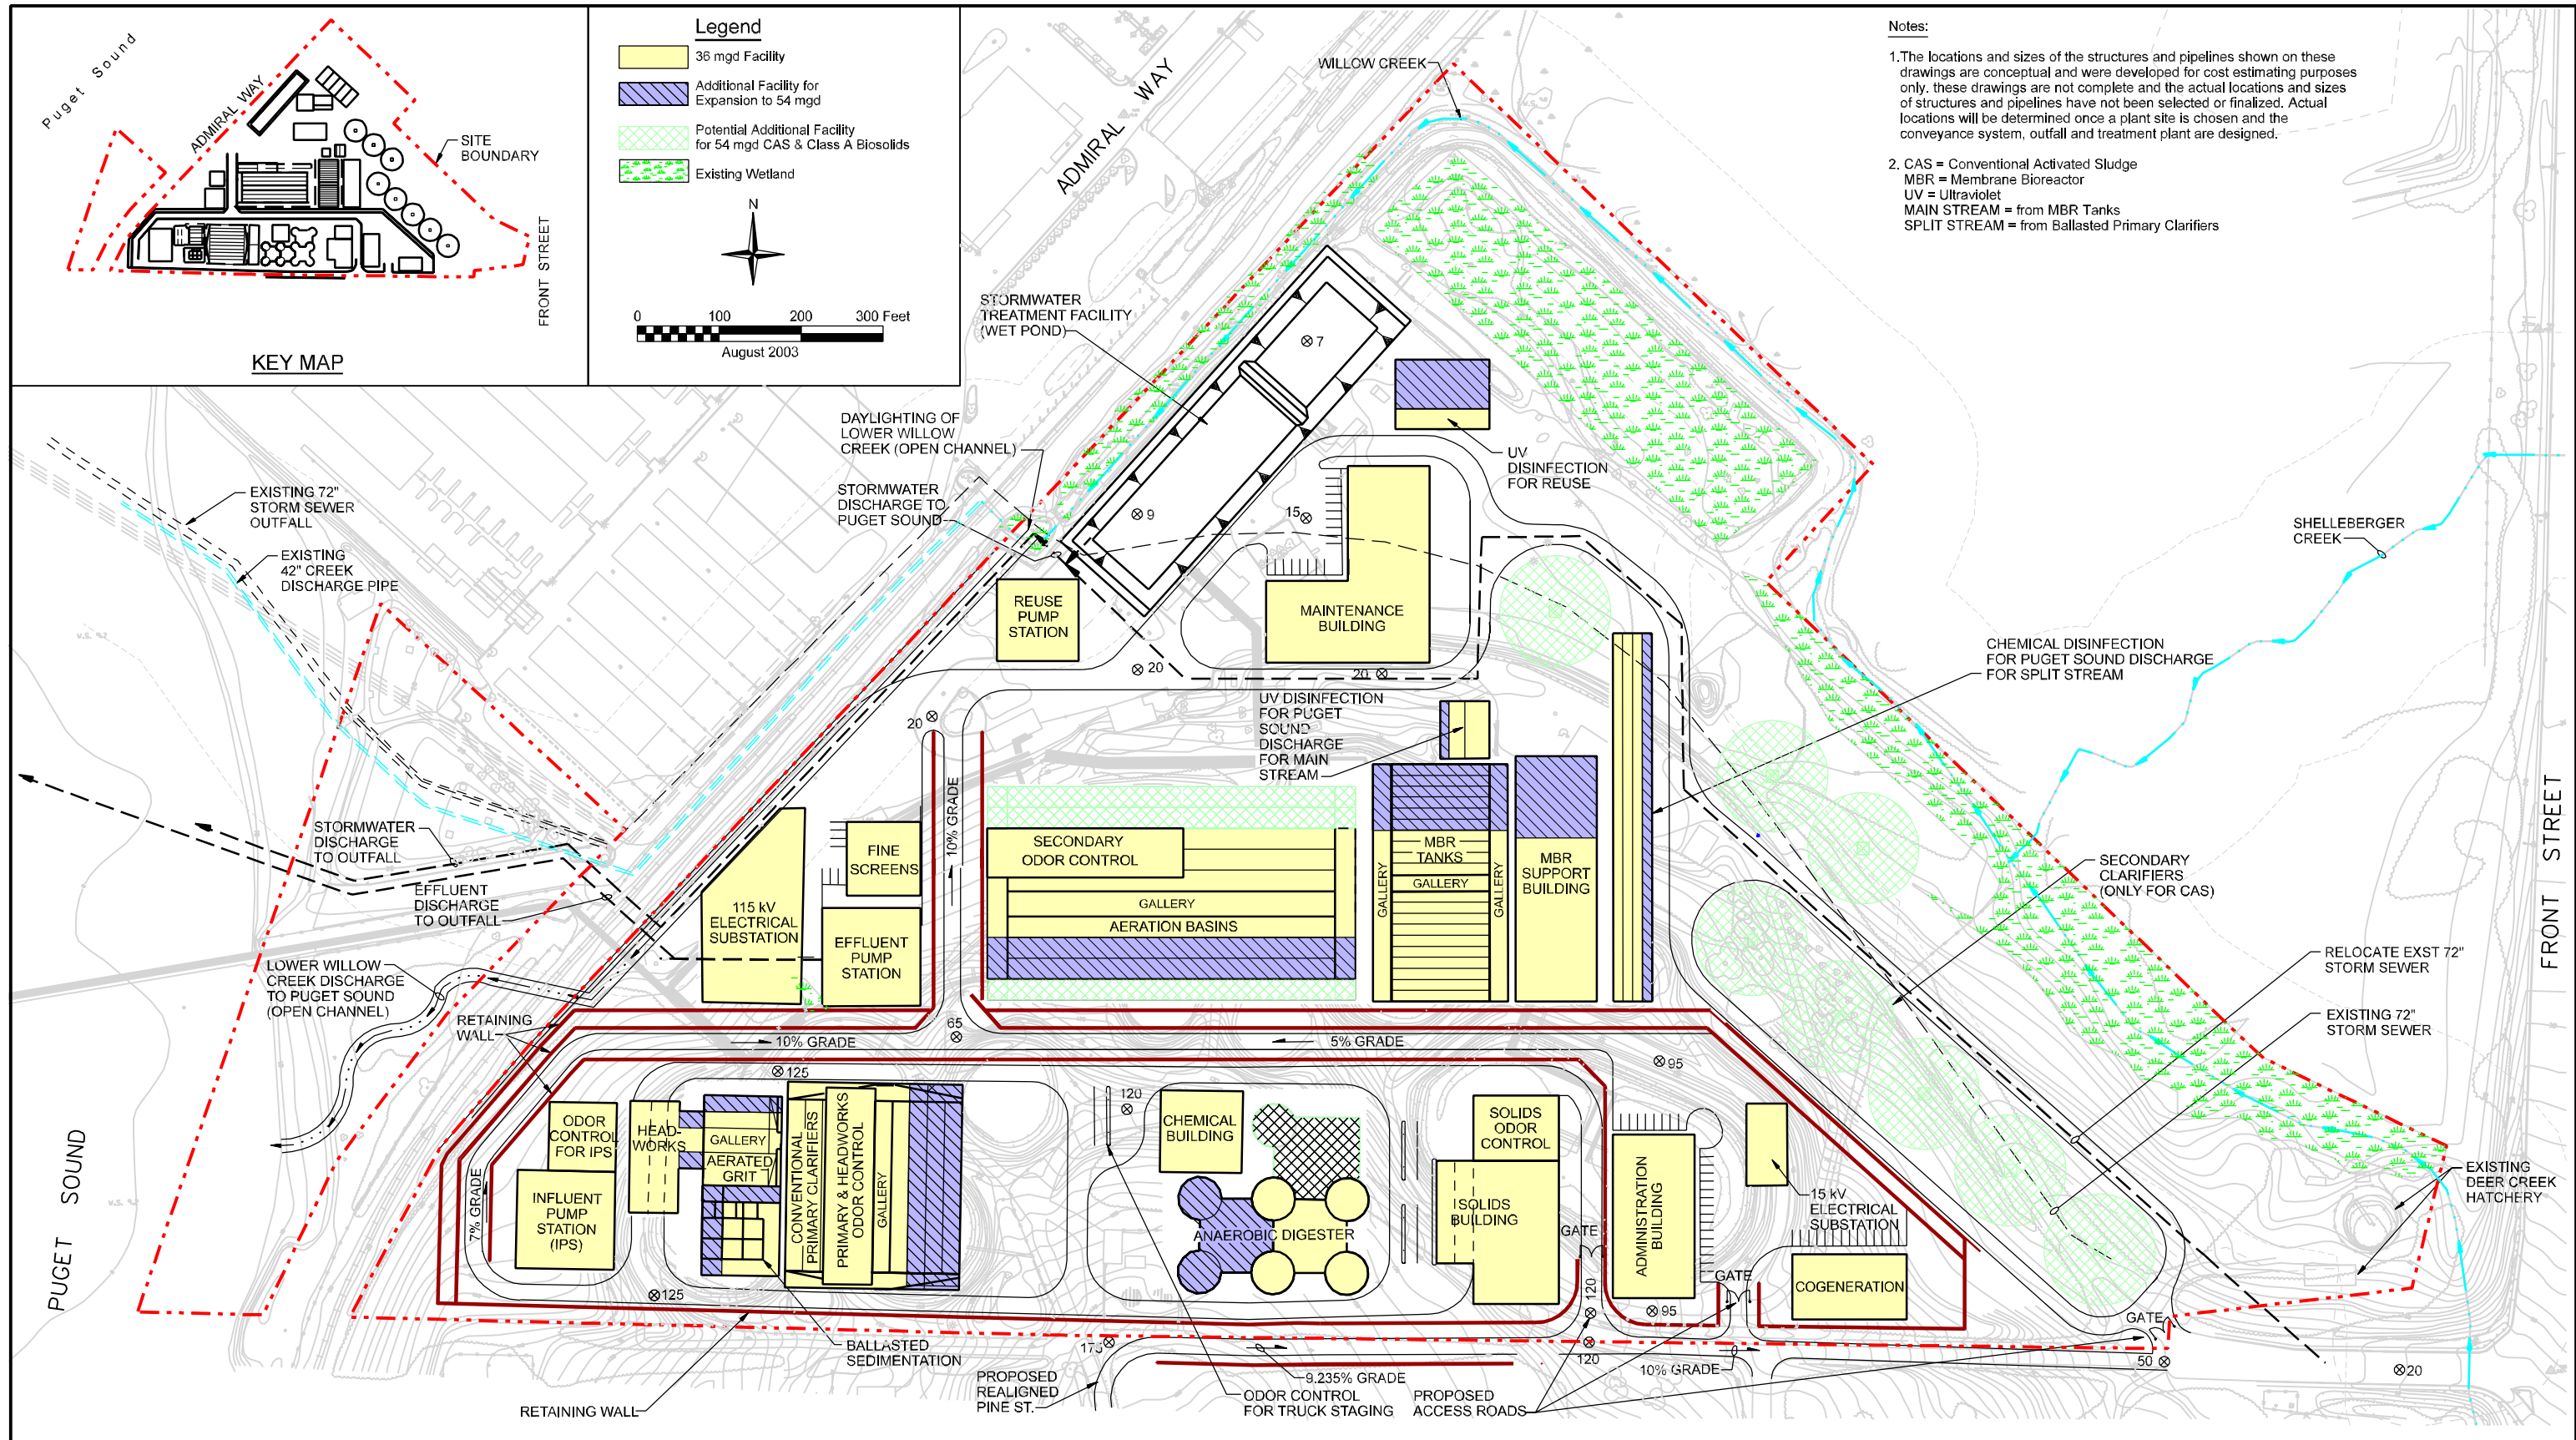 Puget Sound
ADMIRAL WAY
SITE
BOUNDARY
FRONT STREET
KEY MAP
Legend
36 mgd Facility
Additional Facility for
Expansion to 54 mgd
Potential Additional Facility
for 54 mgd CAS & Class A Biosolids
Existing Wetland
N
0 100 200 300 Feet
August 2003
Notes:
1.The locations and sizes of the structures and pipelines shown on these
drawings are conceptual and were developed for cost estimating purposes
only. these drawings are not complete and the actual locations and sizes
of structures and pipelines have not been selected or finalized. Actual
locations will be determined once a plant site is chosen and the
conveyance system, outfall and treatment plant are designed.
2. CAS = Conventional Activated Sludge
MBR = Membrane Bioreactor
UV = Ultraviolet
MAIN STREAM = from MBR Tanks
SPLIT STREAM = from Ballasted Primary Clarifiers
ADMIRAL WAY
WILLOW CREEK
STORMWATER
TREATMENT FACILITY
(WET POND)
7
9
15
DAYLIGHTING OF
LOWER WILLOW
CREEK (OPEN CHANNEL)
STORMWATER
DISCHARGE TO
PUGET SOUND
UV
DISINFECTION
FOR REUSE
EXISTING 72"
STORM SEWER
OUTFALL
EXISTING
42" CREEK
DISCHARGE PIPE
SHELLEBERGER
CREEK
REUSE
PUMP
STATION
MAINTENANCE
BUILDING
20
20
20
CHEMICAL DISINFECTION
FOR PUGET SOUND DISCHARGE
FOR SPLIT STREAM
UV DISINFECTION
FOR PUGET
SOUND
DISCHARGE
FOR MAIN
STREAM
10% GRADE
FRONT STREET
STORMWATER
DISCHARGE
TO OUTFALL
EFFLUENT
DISCHARGE
TO OUTFALL
115 kV
ELECTRICAL
SUBSTATION
FINE
SCREENS
EFFLUENT
PUMP
STATION
SECONDARY
ODOR CONTROL
GALLERY
AERATION BASINS
GALLERY
MBR
TANKS
GALLERY
GALLERY
MBR
SUPPORT
BUILDING
SECONDARY
CLARIFIERS
(ONLY FOR CAS)
LOWER WILLOW
CREEK DISCHARGE
TO PUGET SOUND
(OPEN CHANNEL)
RETAINING
WALL
RELOCATE EXST 72"
STORM SEWER
EXISTING 72"
STORM SEWER
65
10% GRADE
5% GRADE
125
95
120
ODOR
CONTROL
FOR IPS
HEAD-
WORKS
GALLERY
AERATED
GRIT
CONVENTIONAL
PRIMARY CLARIFIERS
PRIMARY & HEADWORKS
ODOR CONTROL
GALLERY
CHEMICAL
BUILDING
SOLIDS
ODOR
CONTROL
7% GRADE
INFLUENT
PUMP
STATION
(IPS)
ANAEROBIC DIGESTER
SOLIDS
BUILDING
GATE
ADMINISTRATION
BUILDING
15 kV
ELECTRICAL
SUBSTATION
EXISTING
DEER CREEK
HATCHERY
PUGET SOUND
125
GATE
COGENERATION
120
95
GATE
BALLASTED
SEDIMENTATION
120
50
20
PROPOSED
REALIGNED
PINE ST.
9.235% GRADE
10% GRADE
RETAINING WALL
ODOR CONTROL
FOR TRUCK STAGING
PROPOSED
ACCESS ROADS